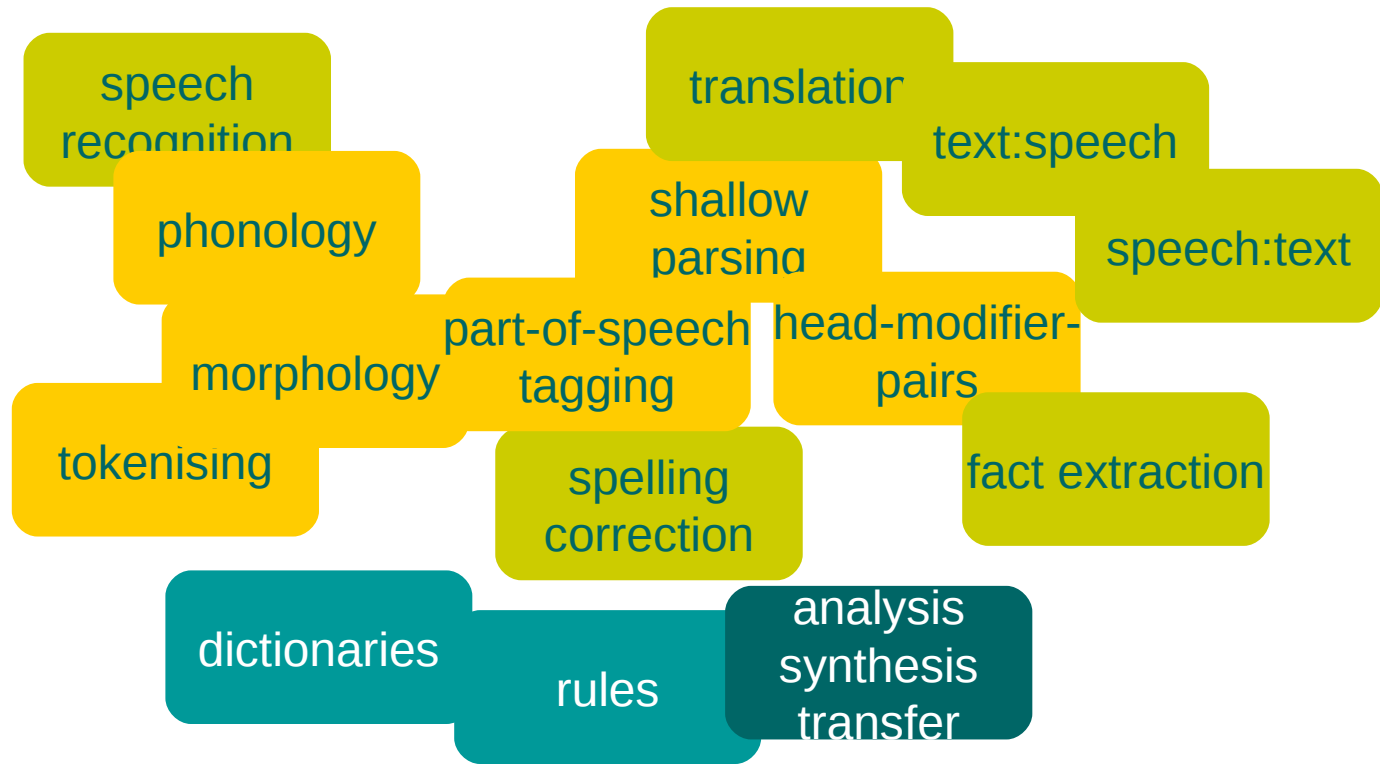 speech
recognition
translation
text:speech
phonology
shallow
parsing
speech:text
morphology
part-of-speech
tagging
head-modifier-
pairs
tokenising
spelling
correction
fact extraction
dictionaries
rules
analysis
synthesis
transfer